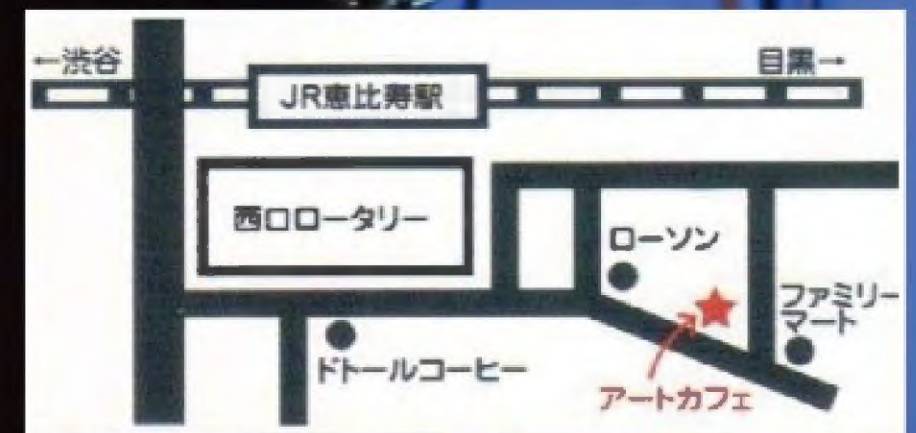 ←渋谷
目黒→
JR恵比寿駅
西口ロータリー
ローソン
ファミリー
マート
ドトールコーヒー
アートカフェ